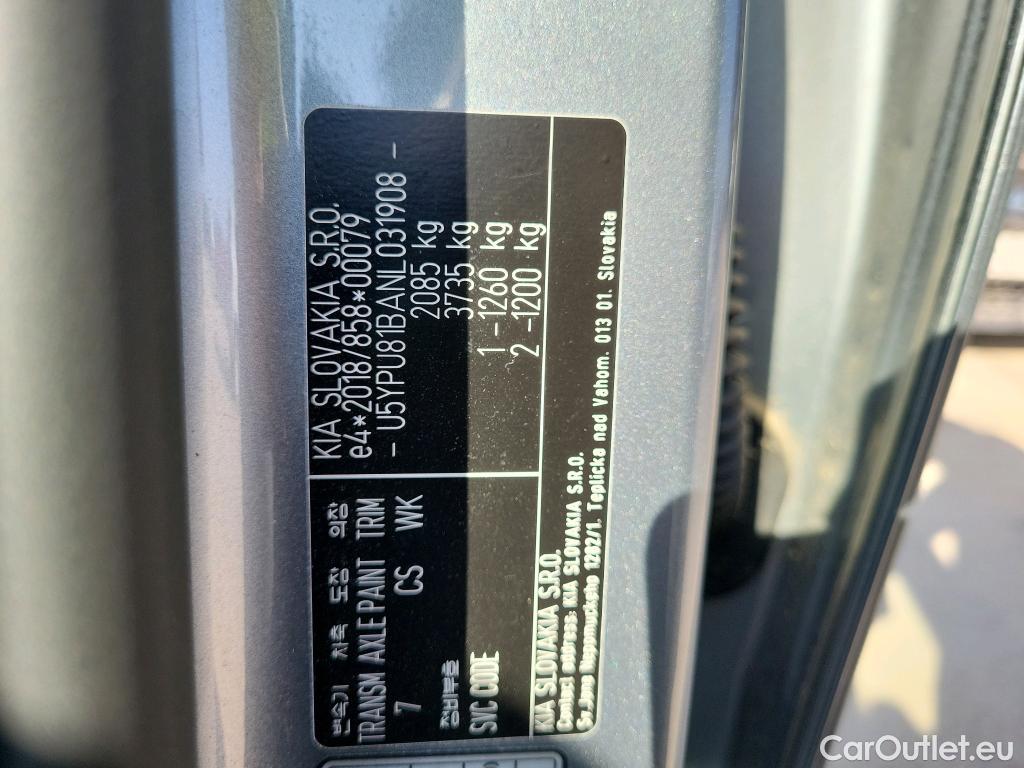 변속기 차축 도장 의장
TRANSM AXLE PAINT TRIM
7 CS WK
정비부호
SVC CODE
KIA SLOVAKIA S.R.O.
e4*2018/858*00079
- U5YPU81BANL031908 -
2085 kg
3735 kg
1 - 1260 kg
2 - 1200 kg
KIA SLOVAKIA S.R.O.
Contact address: KIA SLOVAKIA S.R.O.
Sv.Jana Nepomuckeho 1282/1. Teplicka nad Vahom. 013 01. Slovakia
CarOutlet.eu